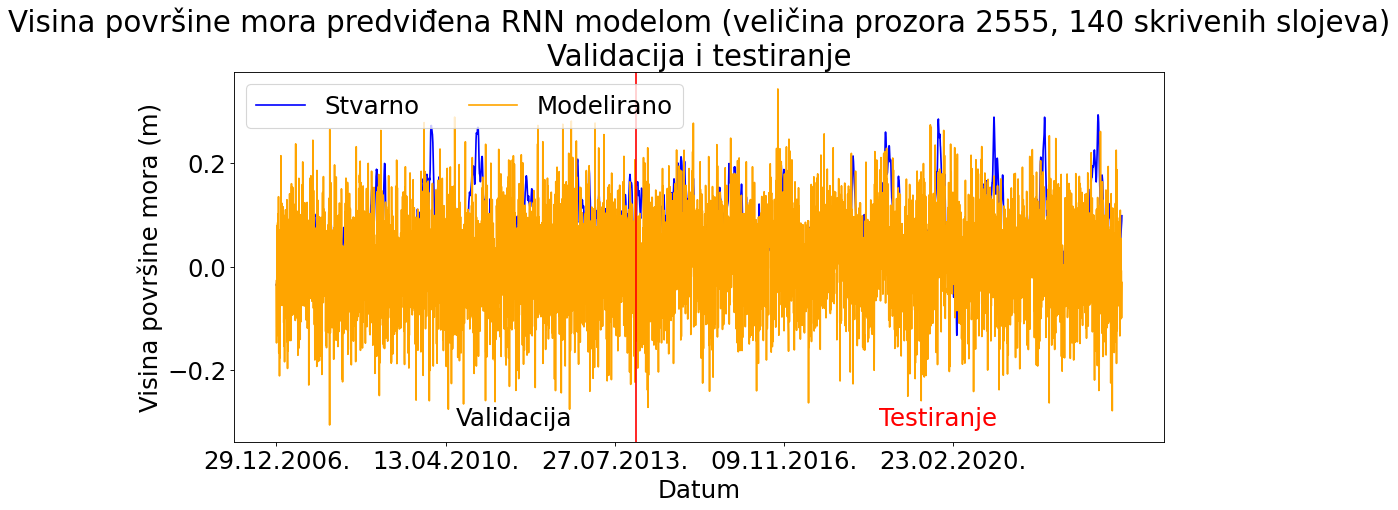 Visina površine mora predviđena RNN modelom (veličina prozora 2555, 140 skrivenih slojeva)
Validacija i testiranje
Stvarno
Modelirano
Visina površine mora (m)
0.2
0.0
−0.2
Validacija
Testiranje
29.12.2006.
13.04.2010.
27.07.2013.
09.11.2016.
23.02.2020.
Datum